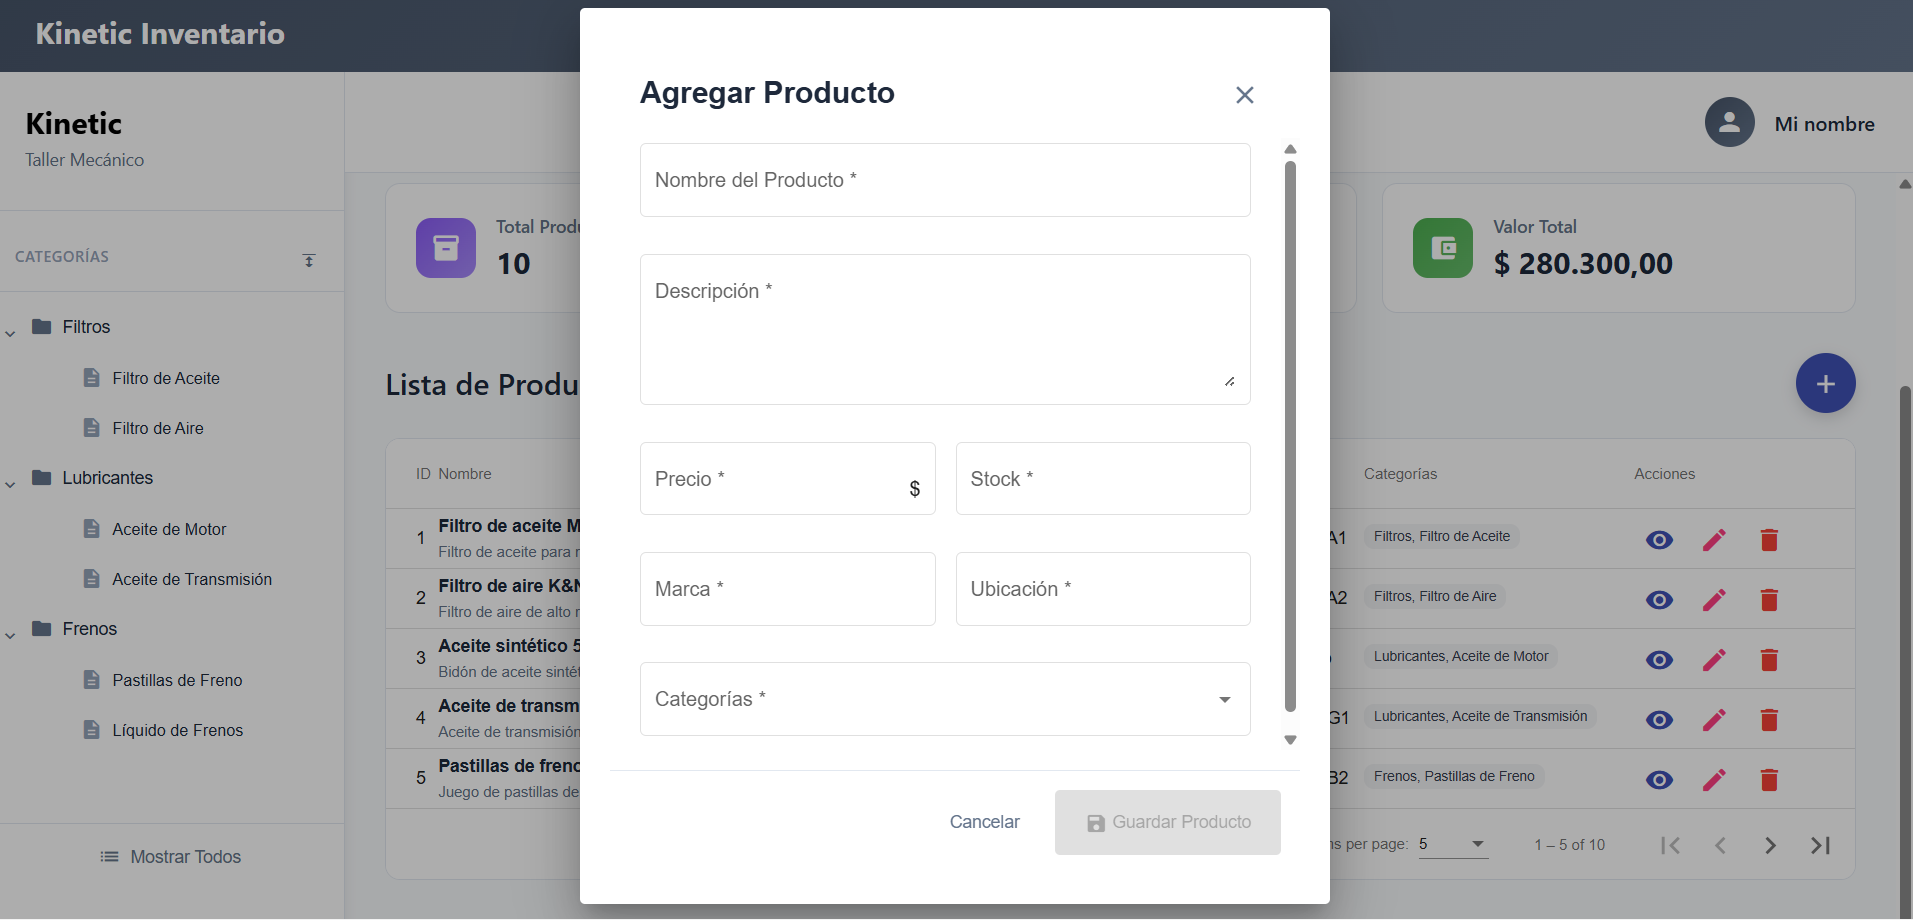 Kinetic Inventario
Kinetic
Taller Mecánico
Mi nombre
CATEGORÍAS
Filtros
Filtro de Aceite
Filtro de Aire
Lubricantes
Aceite de Motor
Aceite de Transmisión
Frenos
Pastillas de Freno
Líquido de Frenos
Mostrar Todos
Total Produ
10
Valor Total
$ 280.300,00
Lista de Produ
ID Nombre
Categorías
Acciones
1 Filtro de aceite M
Filtro de aceite para
A1 Filtros, Filtro de Aceite
2 Filtro de aire K&N
Filtro de aire de alto
A2 Filtros, Filtro de Aire
3 Aceite sintético 5
Bidón de aceite sinté
Lubricantes, Aceite de Motor
4 Aceite de transm
Aceite de transmisión
G1 Lubricantes, Aceite de Transmisión
5 Pastillas de freno
Juego de pastillas de
B2 Frenos, Pastillas de Freno
ns per page: 5
1 – 5 of 10
Agregar Producto
Nombre del Producto *
Descripción *
Precio *
$
Stock *
Marca *
Ubicación *
Categorías *
Cancelar
Guardar Producto